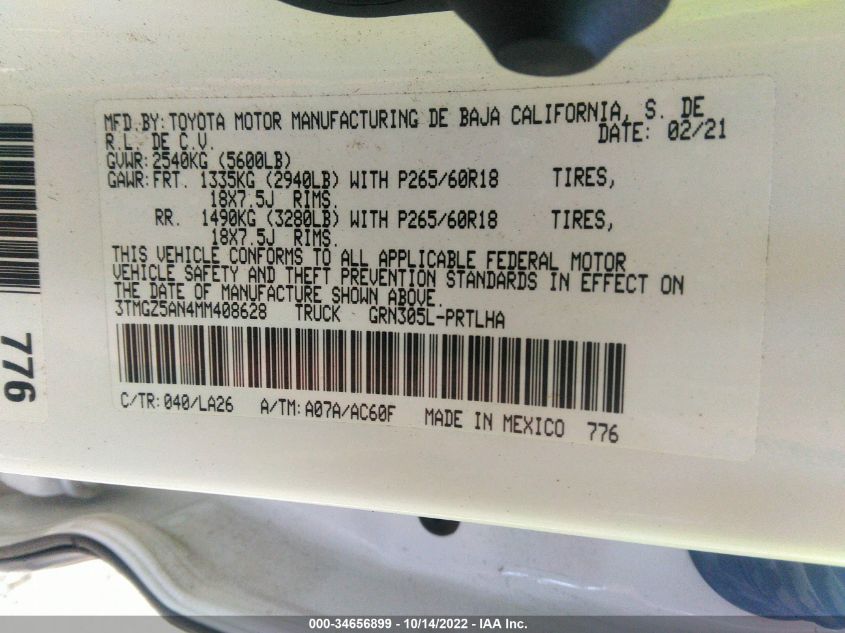 MFD.BY:TOYOTA MOTOR MANUFACTURING DE BAJA CALIFORNIA, S. DE
R.L. DE C.V. DATE: 02/21
GVWR:2540KG (5600LB)
GAWR:FRT. 1335KG (2940LB) WITH P265/60R18 TIRES,
18X7.5J RIMS.
RR. 1490KG (3280LB) WITH P265/60R18 TIRES,
18X7.5J RIMS.
THIS VEHICLE CONFORMS TO ALL APPLICABLE FEDERAL MOTOR
VEHICLE SAFETY AND THEFT PREVENTION STANDARDS IN EFFECT ON
THE DATE OF MANUFACTURE SHOWN ABOVE.
3TMGZ5AN4MM408628 TRUCK GRN305L-PRTLHA
C/TR:040/LA26 A/TM:A07A/AC60F MADE IN MEXICO 776
776
000-34656899 - 10/14/2022 - IAA Inc.